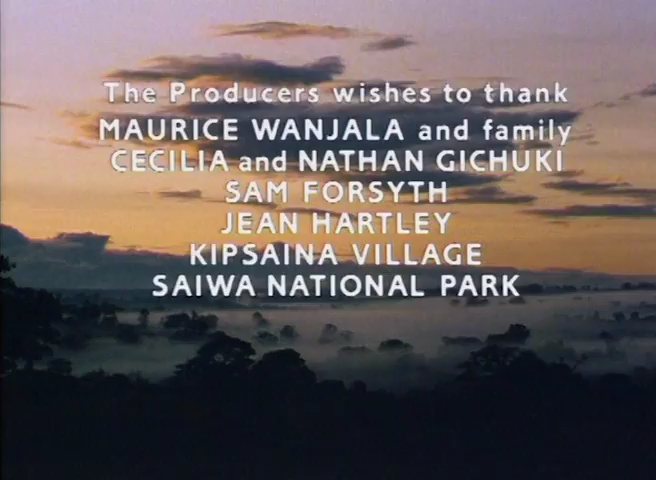 The Producers wishes to thank
MAURICE WANJALA and family
CECILIA and NATHAN GICHUKI
SAM FORSYTH
JEAN HARTLEY
KIPSAINA VILLAGE
SAIWA NATIONAL PARK